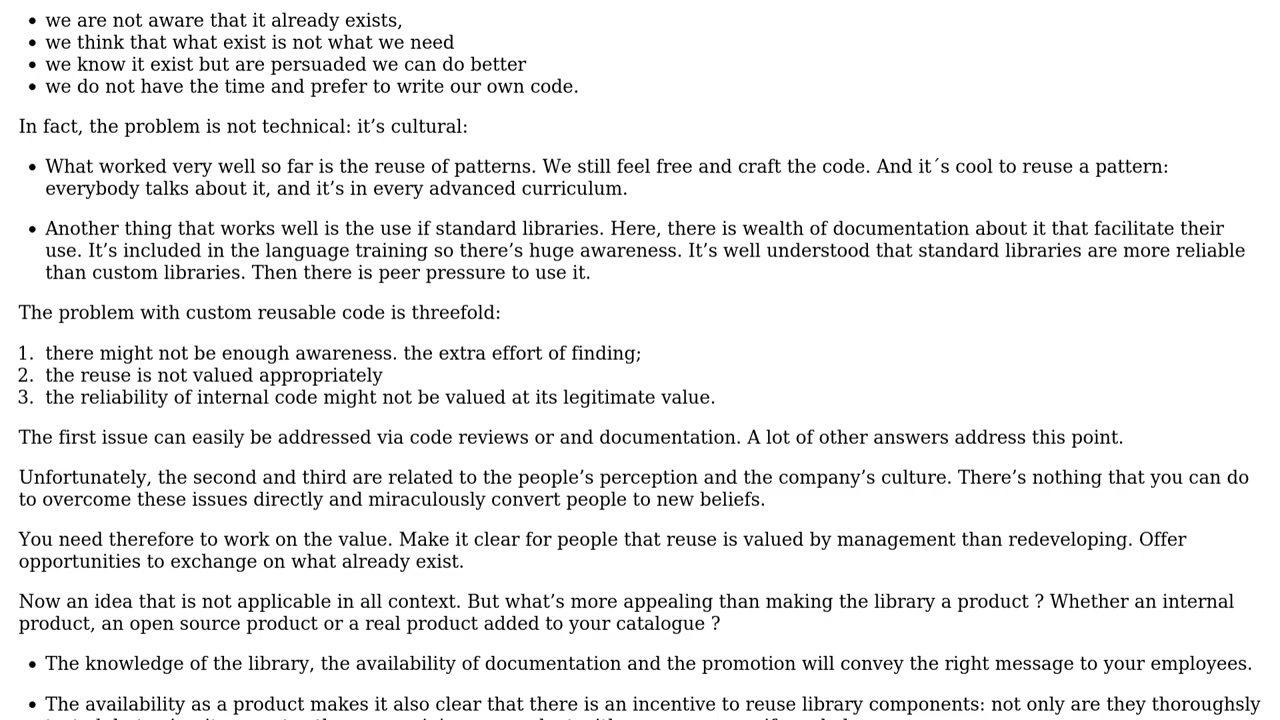 • we are not aware that it already exists,
• we think that what exist is not what we need
• we know it exist but are persuaded we can do better
• we do not have the time and prefer to write our own code.
In fact, the problem is not technical: it’s cultural:
• What worked very well so far is the reuse of patterns. We still feel free and craft the code. And it´s cool to reuse a pattern:
everybody talks about it, and it’s in every advanced curriculum.
• Another thing that works well is the use if standard libraries. Here, there is wealth of documentation about it that facilitate their
use. It’s included in the language training so there’s huge awareness. It’s well understood that standard libraries are more reliable
than custom libraries. Then there is peer pressure to use it.
The problem with custom reusable code is threefold:
1. there might not be enough awareness. the extra effort of finding;
2. the reuse is not valued appropriately
3. the reliability of internal code might not be valued at its legitimate value.
The first issue can easily be addressed via code reviews or and documentation. A lot of other answers address this point.
Unfortunately, the second and third are related to the people’s perception and the company’s culture. There’s nothing that you can do
to overcome these issues directly and miraculously convert people to new beliefs.
You need therefore to work on the value. Make it clear for people that reuse is valued by management than redeveloping. Offer
opportunities to exchange on what already exist.
Now an idea that is not applicable in all context. But what’s more appealing than making the library a product ? Whether an internal
product, an open source product or a real product added to your catalogue ?
• The knowledge of the library, the availability of documentation and the promotion will convey the right message to your employees.
• The availability as a product makes it also clear that there is an incentive to reuse library components: not only are they thoroughsly